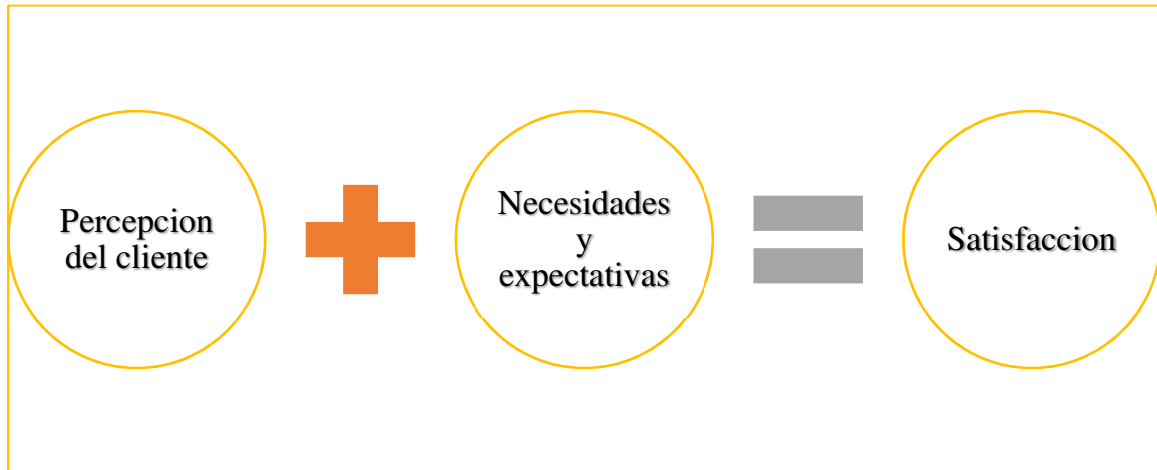 Percepcion
del cliente
Necesidades
y
expectativas
Satisfaccion